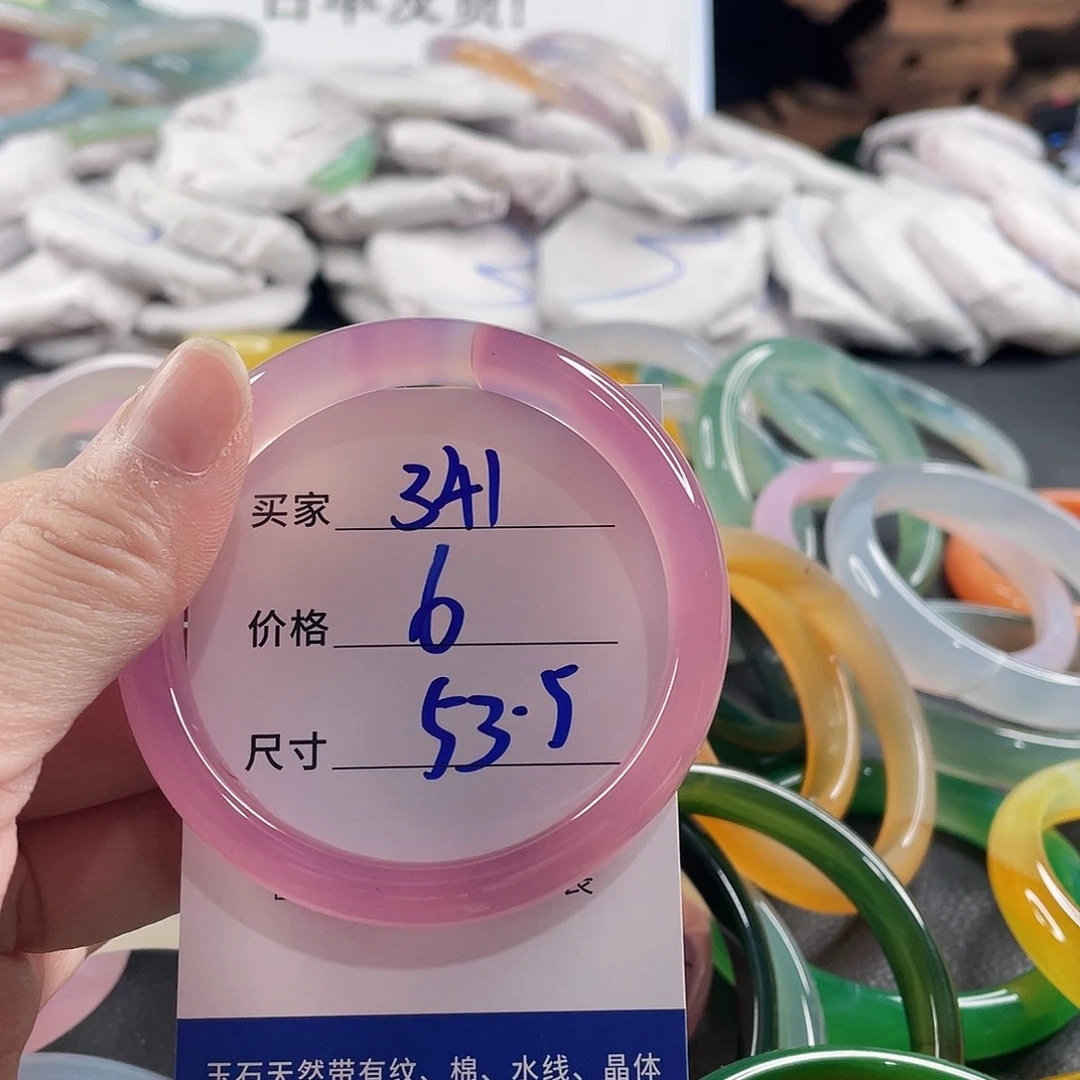 买家 341
价格 6
尺寸 53.5
玉石天然带有纹、棉、水线、晶体